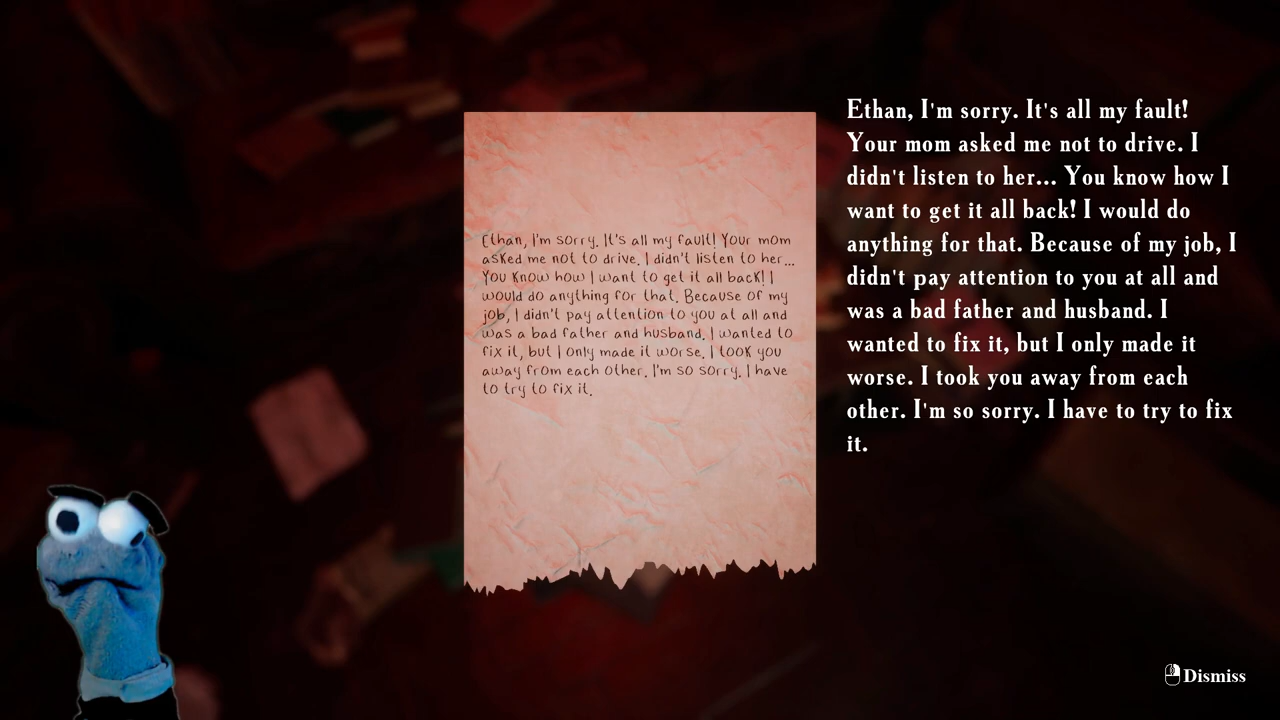 Ethan, I'm sorry. It's all my fault! Your mom
asked me not to drive. I didn't listen to her...
You know how I want to get it all back! I
would do anything for that. Because of my
job, I didn't pay attention to you at all and
was a bad father and husband. I wanted to
fix it, but I only made it worse. I took you
away from each other. I'm so sorry. I have
to try to fix it.
Ethan, I'm sorry. It's all my fault!
Your mom asked me not to drive. I
didn't listen to her... You know how I
want to get it all back! I would do
anything for that. Because of my job, I
didn't pay attention to you at all and
was a bad father and husband. I
wanted to fix it, but I only made it
worse. I took you away from each
other. I'm so sorry. I have to try to fix
it.
Dismiss